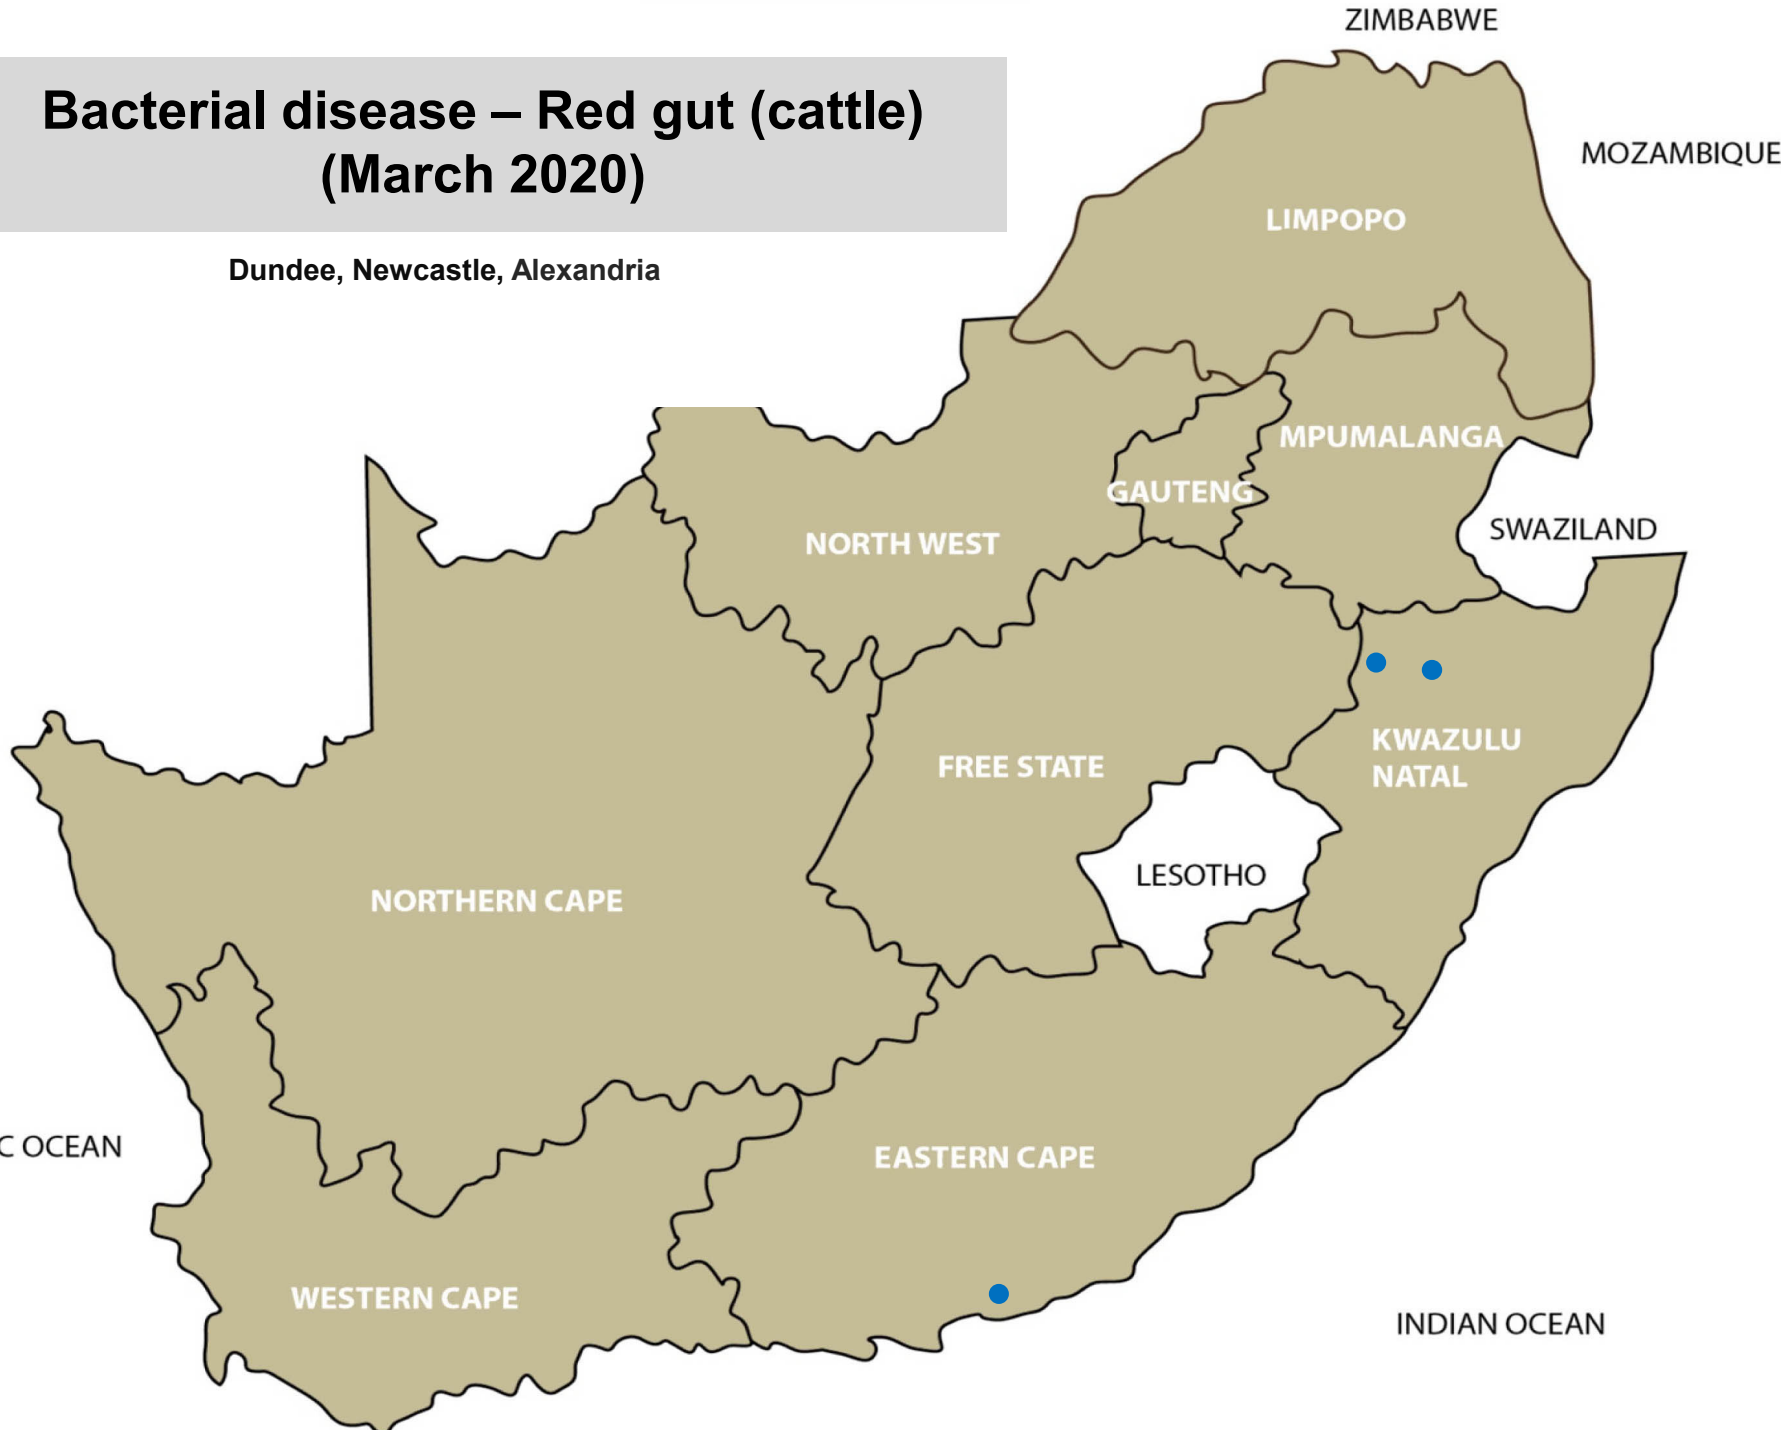 ZIMBABWE
Bacterial disease – Red gut (cattle)
(March 2020)
MOZAMBIQUE
LIMPOPO
Dundee, Newcastle, Alexandria
MPUMALANGA
GAUTENG
SWAZILAND
NORTH WEST
KWAZULU
NATAL
FREE STATE
LESOTHO
NORTHERN CAPE
C OCEAN
EASTERN CAPE
WESTERN CAPE
INDIAN OCEAN